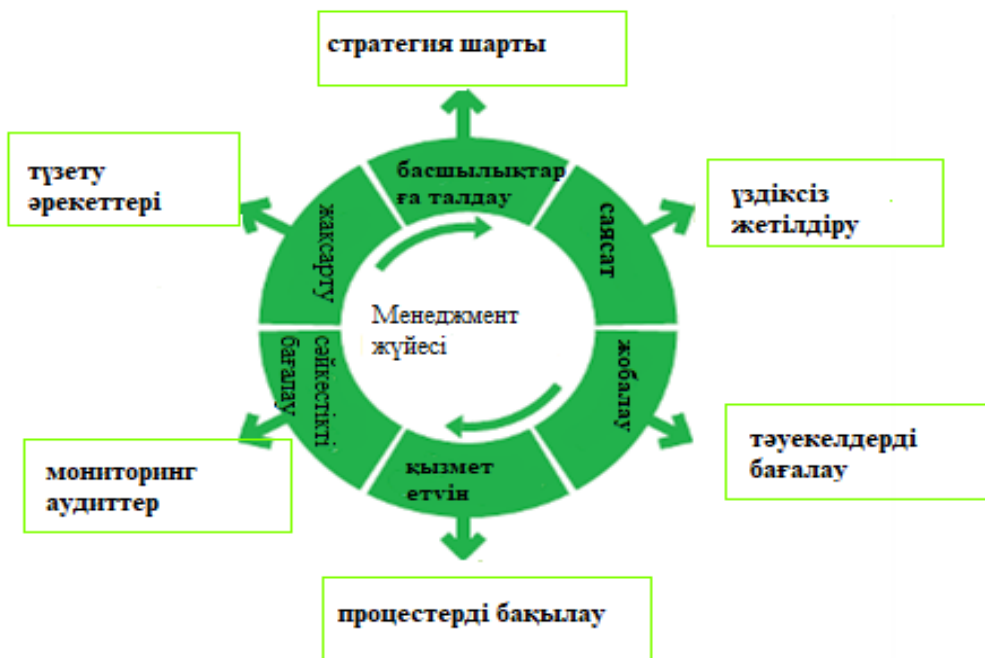 стратегия шарты
түзету
әрекеттері
басшылықтар
ға талдау
үздіксіз
жетілдіру
жақсарту
саясат
Менеджмент
жүйесі
сәйкестікті
бағалау
жобалау
мониторинг
аудиттер
қызмет
етуін
тәуекелдерді
бағалау
процестерді бақылау